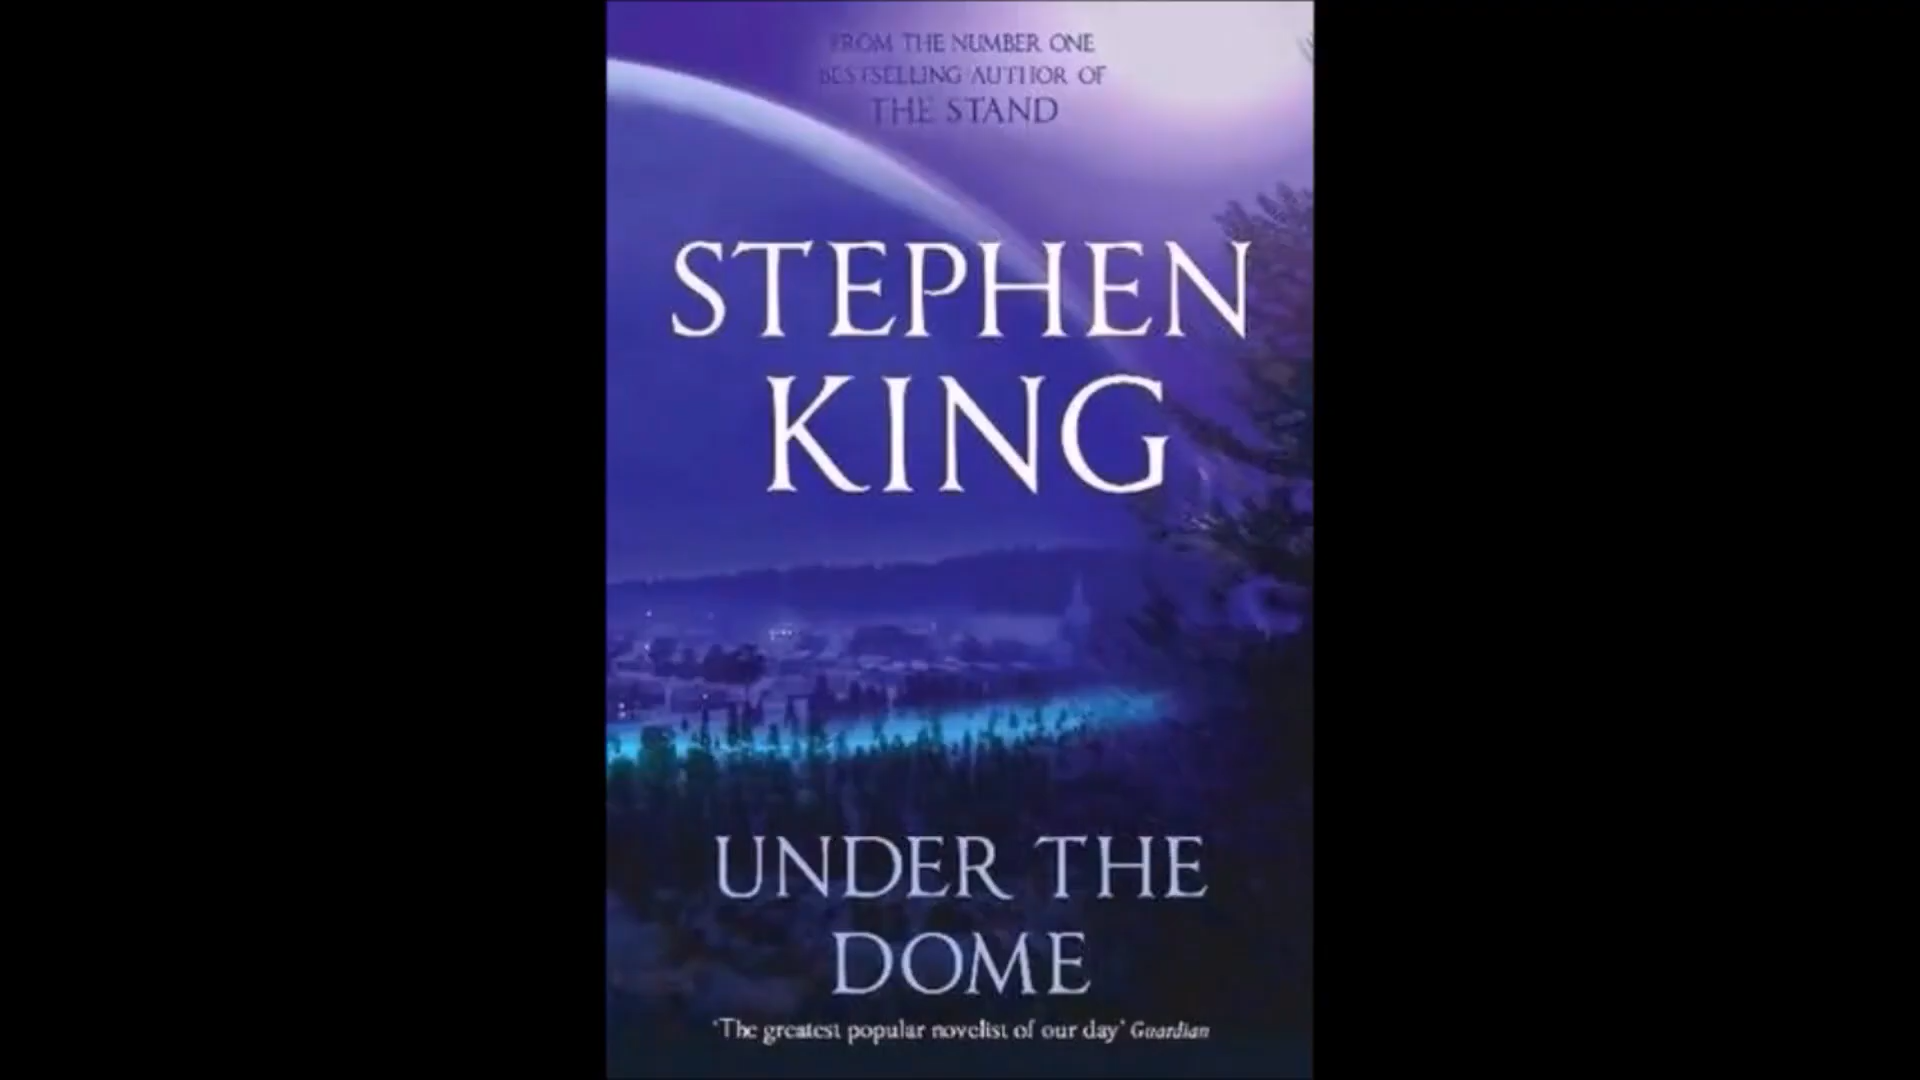 FROM THE NUMBER ONE
BESTSELLING AUTHOR OF
THE STAND
STEPHEN
KING
UNDER THE
DOME
'The greatest popular novelist of our day' Guardian